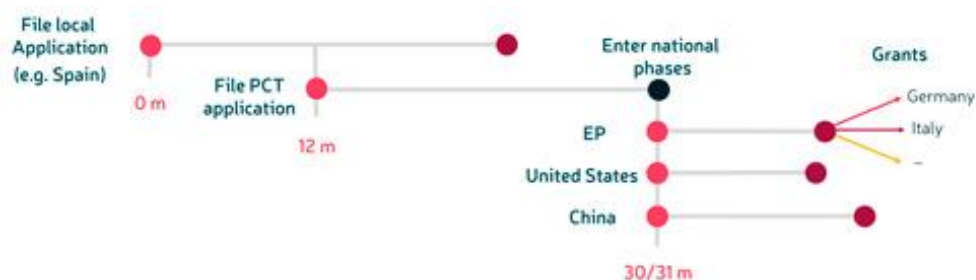 File local
Application
(e.g. Spain)
0 m
File PCT
application
12 m
Enter national
phases
Grants
EP
Germany
Italy
–
United States
China
30/31 m